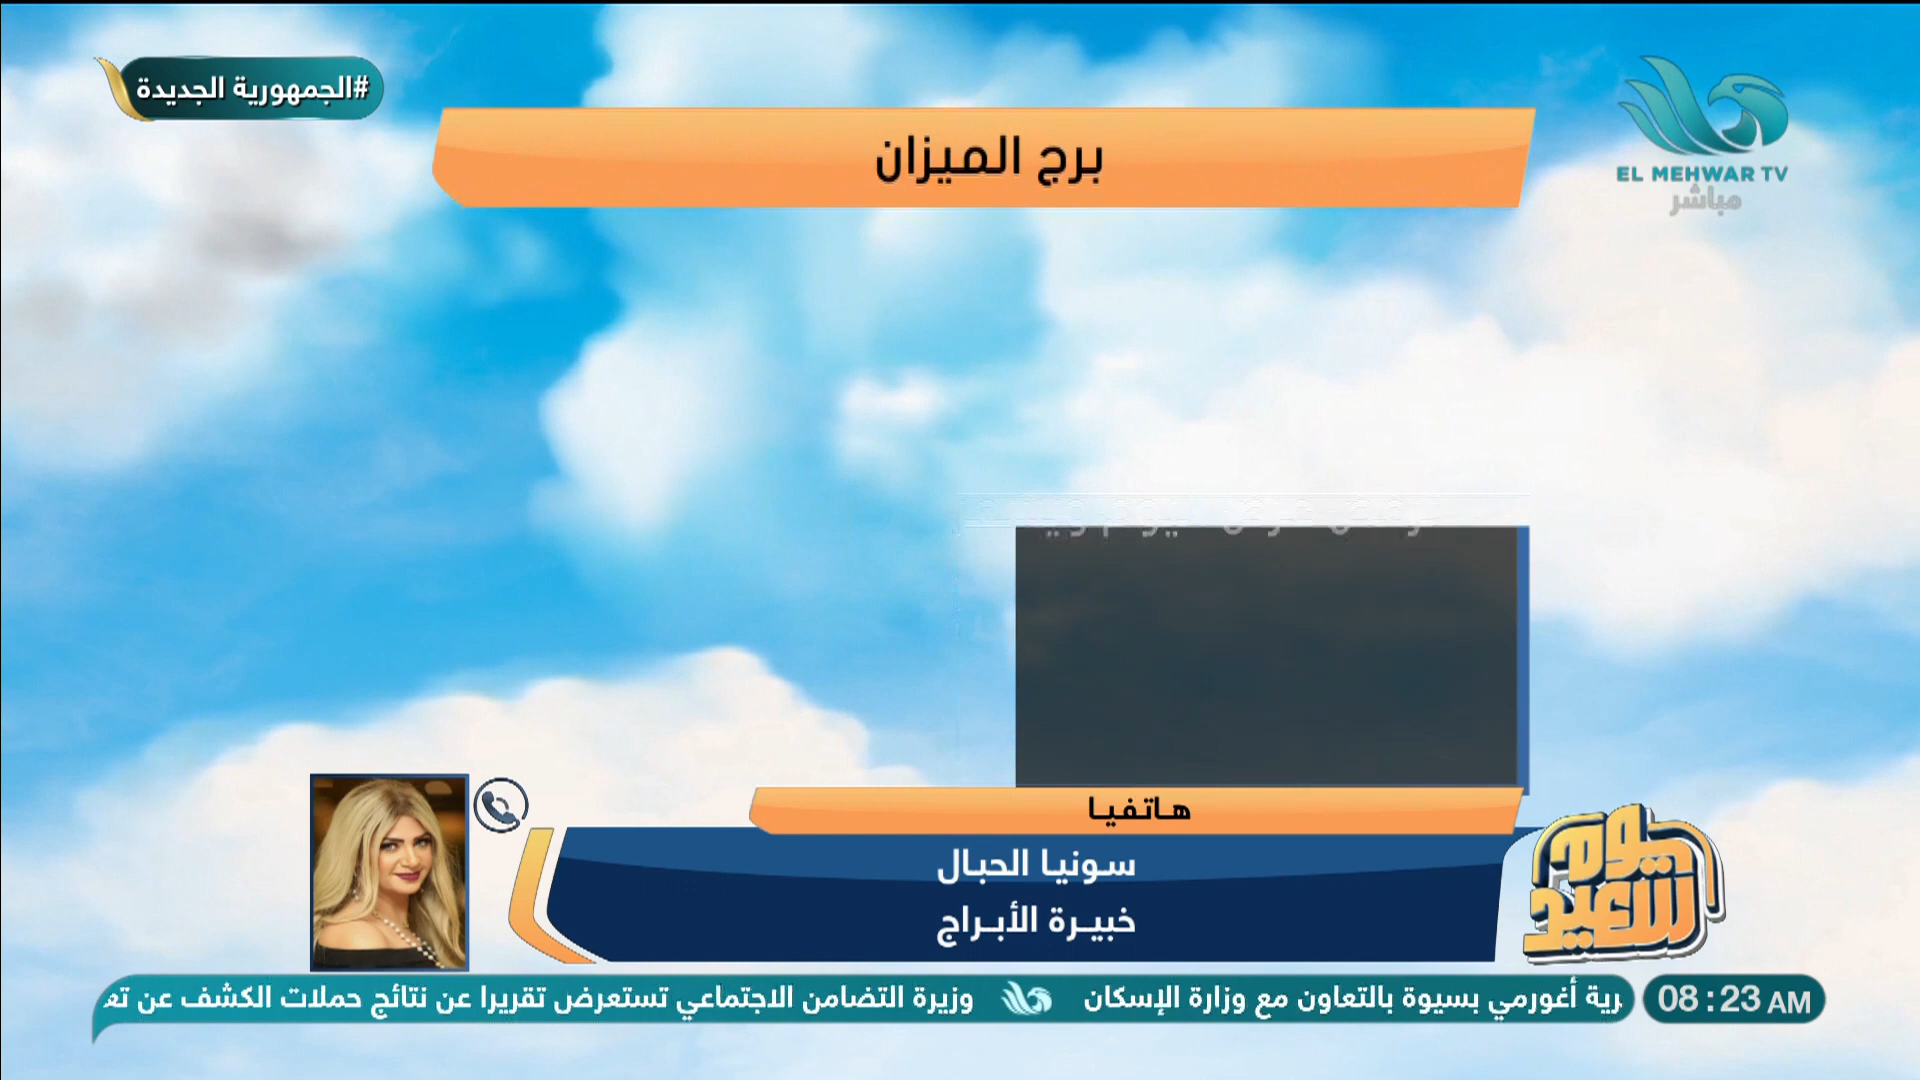 #الجمهورية الجديدة
EL MEHWAR TV
مباشر
برج الميزان
هاتفيا
سونيا الحبال
خبيرة الأبراج
يوم سعيد
رية أغورمي بسيوة بالتعاون مع وزارة الإسكان
وزيرة التضامن الاجتماعي تستعرض تقريرا عن نتائج حملات الكشف عن تع
08:23 AM